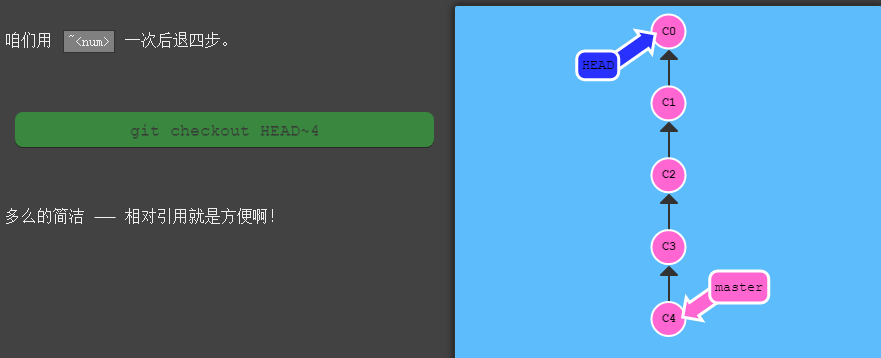 咱们用 ~<num> 一次后退四步。
git checkout HEAD~4
多么的简洁 —— 相对引用就是方便啊!
C0
HEAD
C1
C2
C3
master
C4